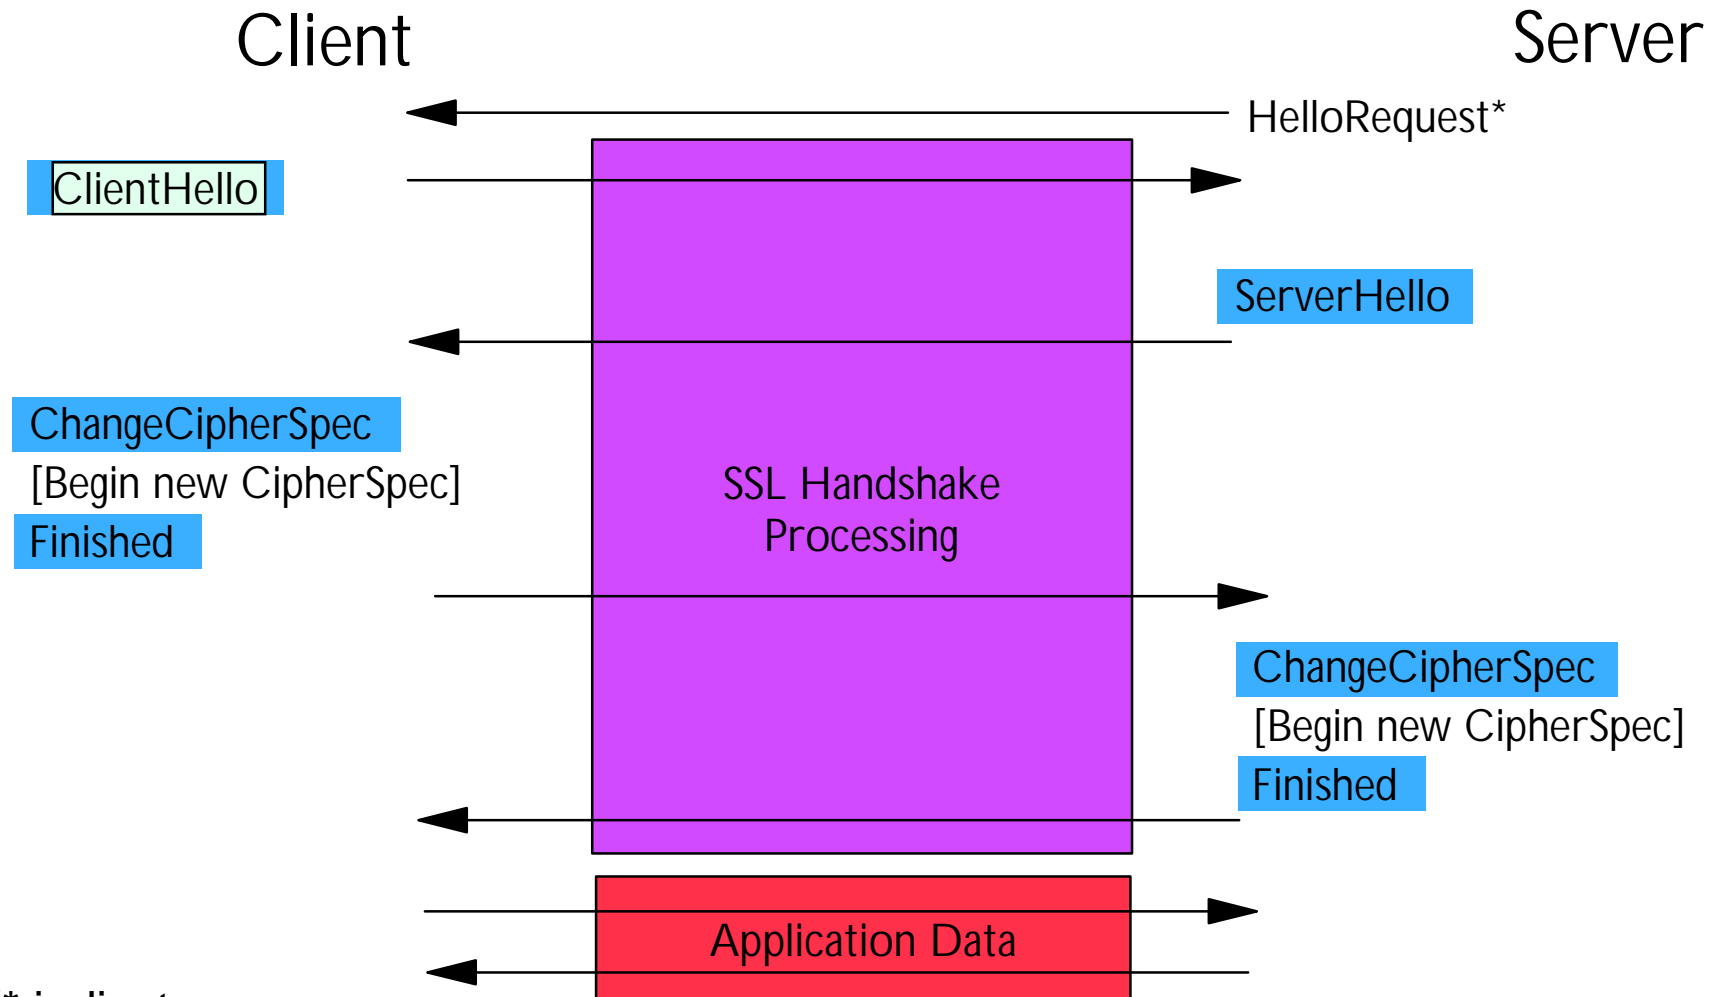 Client
Server
HelloRequest*
ClientHello
ServerHello
ChangeCipherSpec
[Begin new CipherSpec]
Finished
SSL Handshake
Processing
ChangeCipherSpec
[Begin new CipherSpec]
Finished
Application Data